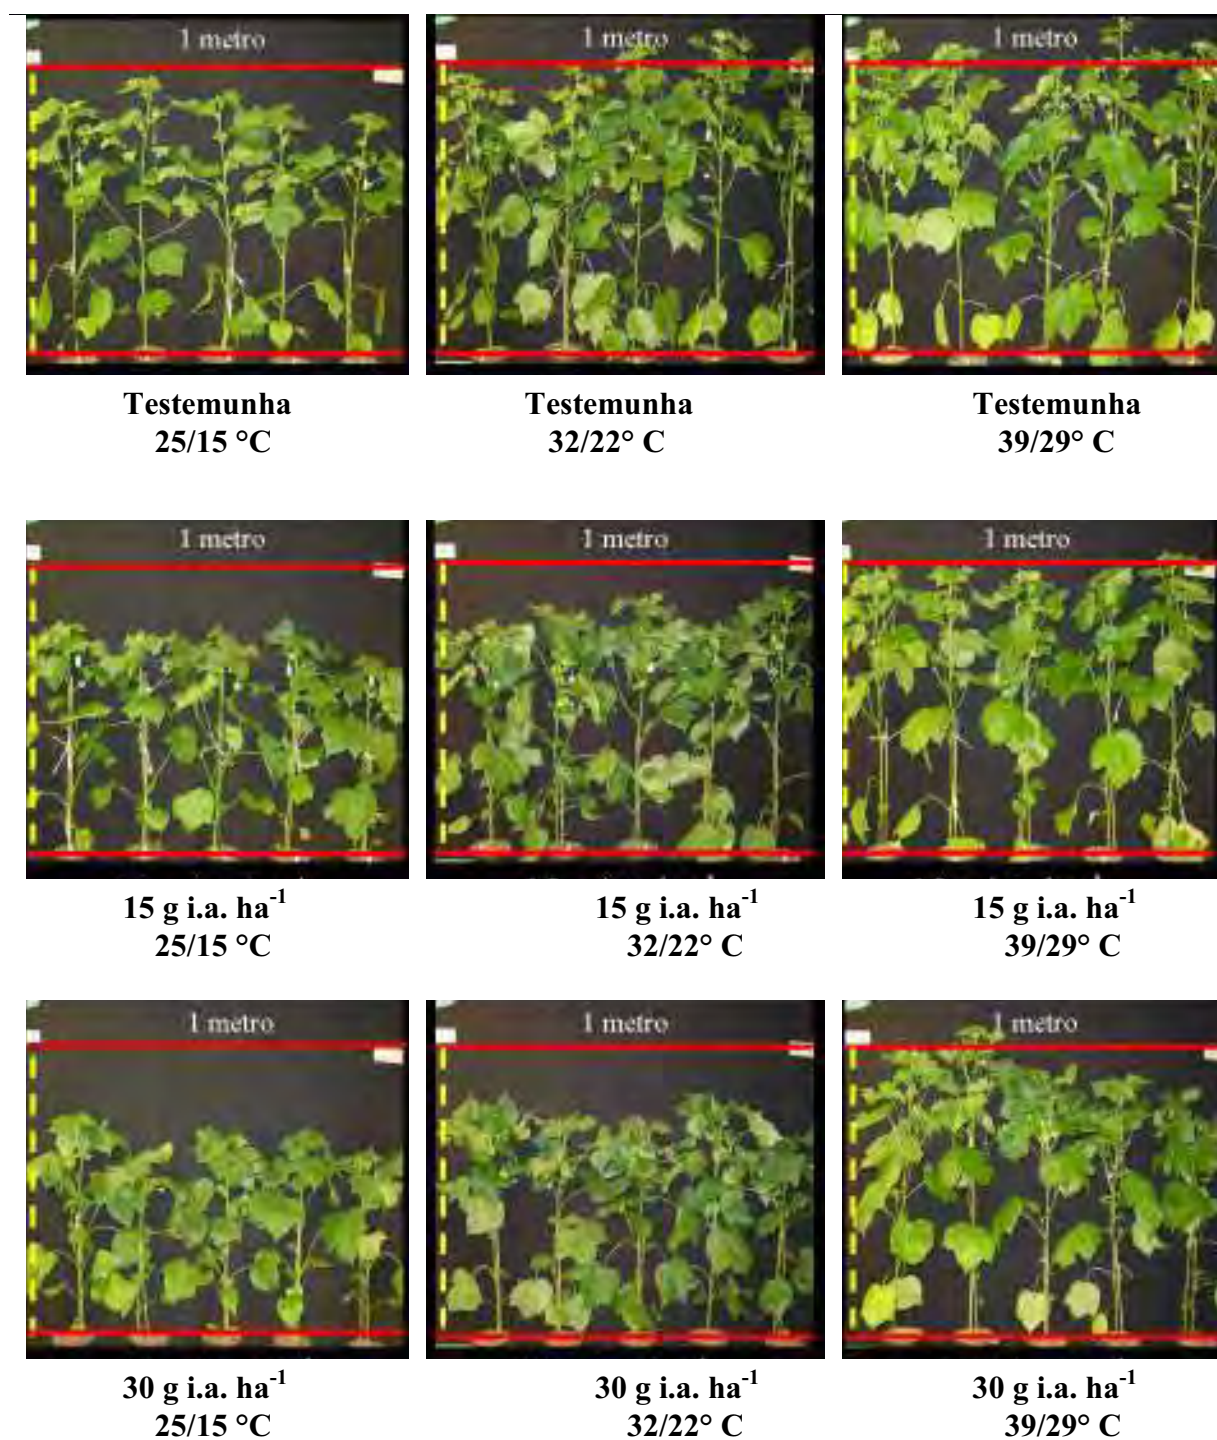 1 metro
1 metro
1 metro
Testemunha
25/15 °C
Testemunha
32/22° C
Testemunha
39/29° C
1 metro
1 metro
1 metro
15 g i.a. ha⁻¹
25/15 °C
15 g i.a. ha⁻¹
32/22° C
15 g i.a. ha⁻¹
39/29° C
1 metro
1 metro
1 metro
30 g i.a. ha⁻¹
25/15 °C
30 g i.a. ha⁻¹
32/22° C
30 g i.a. ha⁻¹
39/29° C